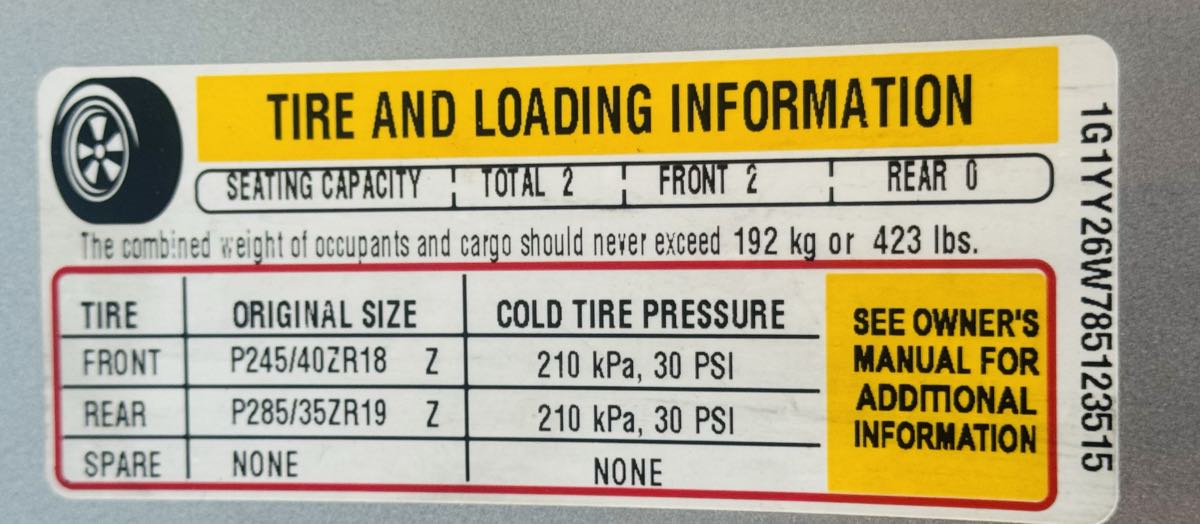 TIRE AND LOADING INFORMATION
SEATING CAPACITY TOTAL 2 FRONT 2 REAR 0
The combined weight of occupants and cargo should never exceed 192 kg or 423 lbs.
TIRE ORIGINAL SIZE COLD TIRE PRESSURE
FRONT P245/40ZR18 Z 210 kPa, 30 PSI
REAR P285/35ZR19 Z 210 kPa, 30 PSI
SPARE NONE NONE
SEE OWNER'S
MANUAL FOR
ADDITIONAL
INFORMATION
1G1YY26W785123515